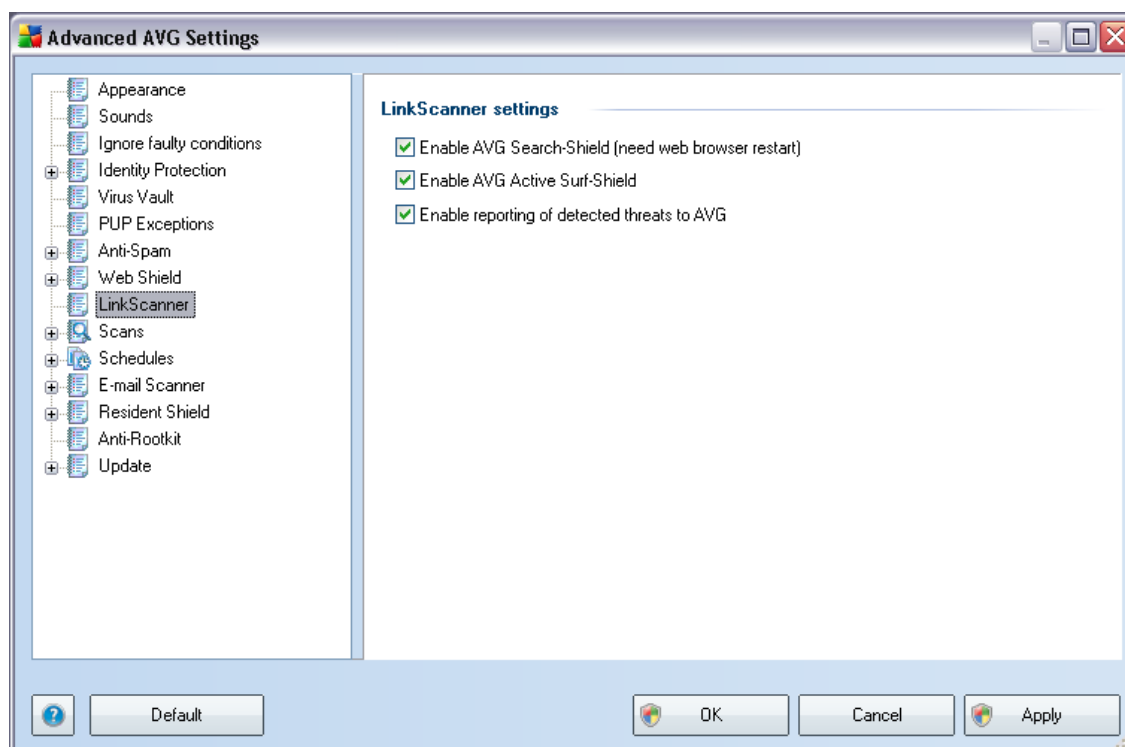 Advanced AVG Settings
Appearance
Sounds
Ignore faulty conditions
Identity Protection
Virus Vault
PUP Exceptions
Anti-Spam
Web Shield
LinkScanner
Scans
Schedules
E-mail Scanner
Resident Shield
Anti-Rootkit
Update
LinkScanner settings
Enable AVG Search-Shield (need web browser restart)
Enable AVG Active Surf-Shield
Enable reporting of detected threats to AVG
? Default OK Cancel Apply